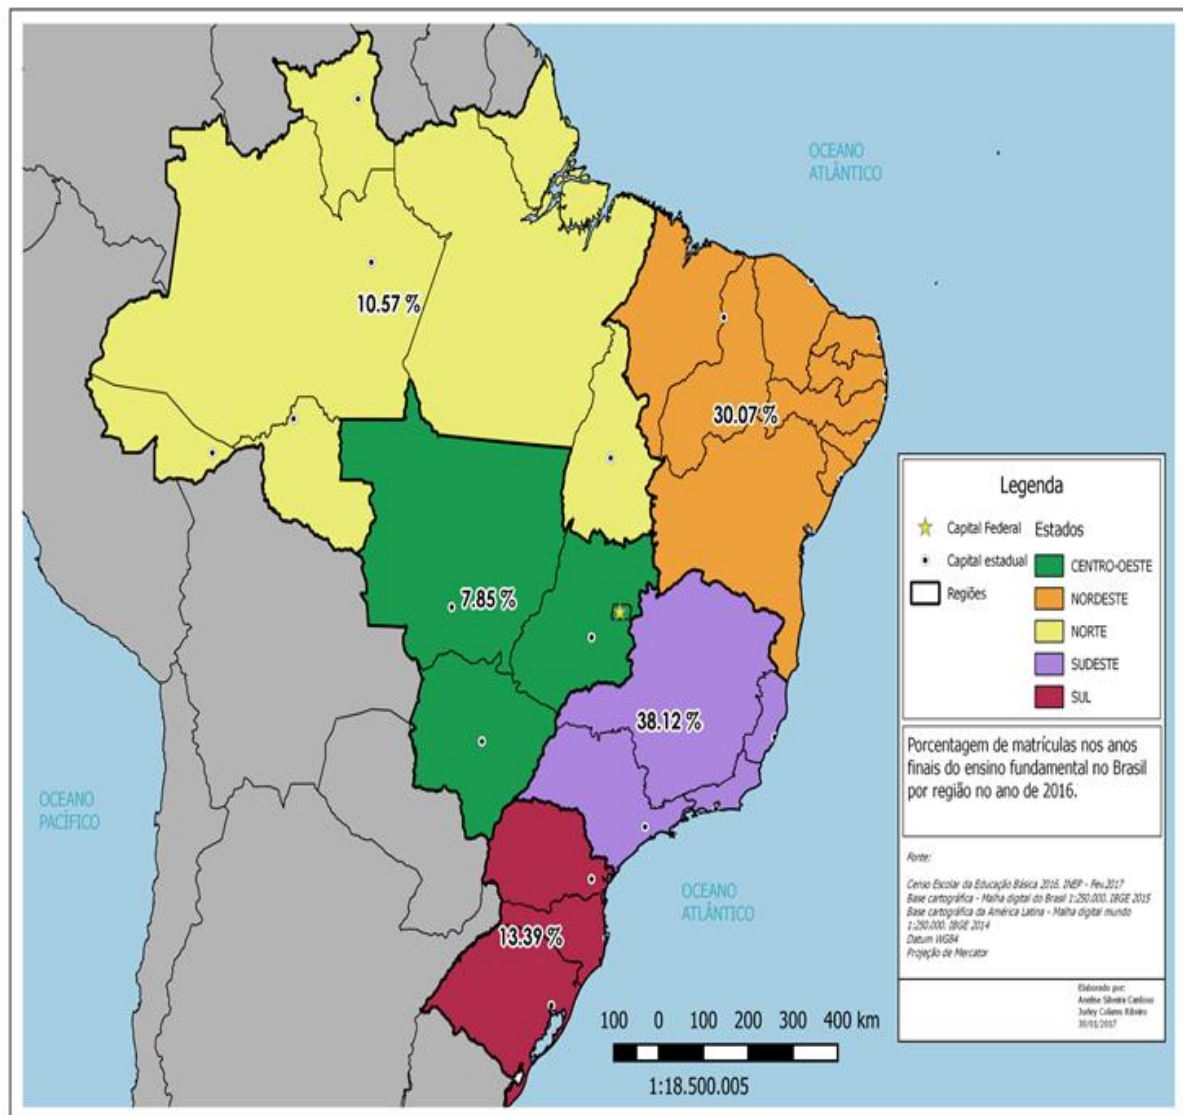 OCEANO
ATLÂNTICO
10.57 %
30.07 %
7.85 %
38.12 %
13.39 %
OCEANO
PACÍFICO
OCEANO
ATLÂNTICO
100 0 100 200 300 400 km
1:18.500.005
Legenda
Capital Federal
Capital estadual
Regiões
Estados
CENTRO-OESTE
NORDESTE
NORTE
SUDESTE
SUL
Porcentagem de matrículas nos anos
finais do ensino fundamental no Brasil
por região no ano de 2016.
Fonte:
Censo Escolar da Educação Básica 2016. INEP - Fev.2017
Base cartográfica - Malha digital do Brasil 1:250.000. IBGE 2015
Base cartográfica da América Latina - Malha digital mundo
1:250.000. IBGE 2014
Datum WGS84
Projeção de Mercator
Elaborado por:
Silveira Cardoso
Ribeiro
30/01/2017